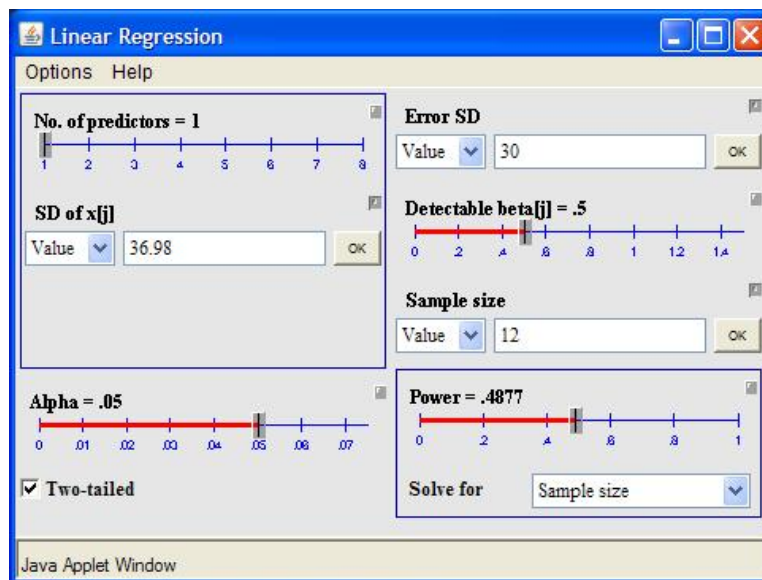 Linear Regression
Options Help
No. of predictors = 1
1 2 3 4 5 6 7 8
SD of x[j]
Value 36.98 OK
Error SD
Value 30 OK
Detectable beta[j] = .5
0 .2 .4 .6 .8 1 1.2 1.4
Sample size
Value 12 OK
Alpha = .05
0 .01 .02 .03 .04 .05 .06 .07
Two-tailed
Power = .4877
0 .2 .4 .6 .8 1
Solve for Sample size
Java Applet Window